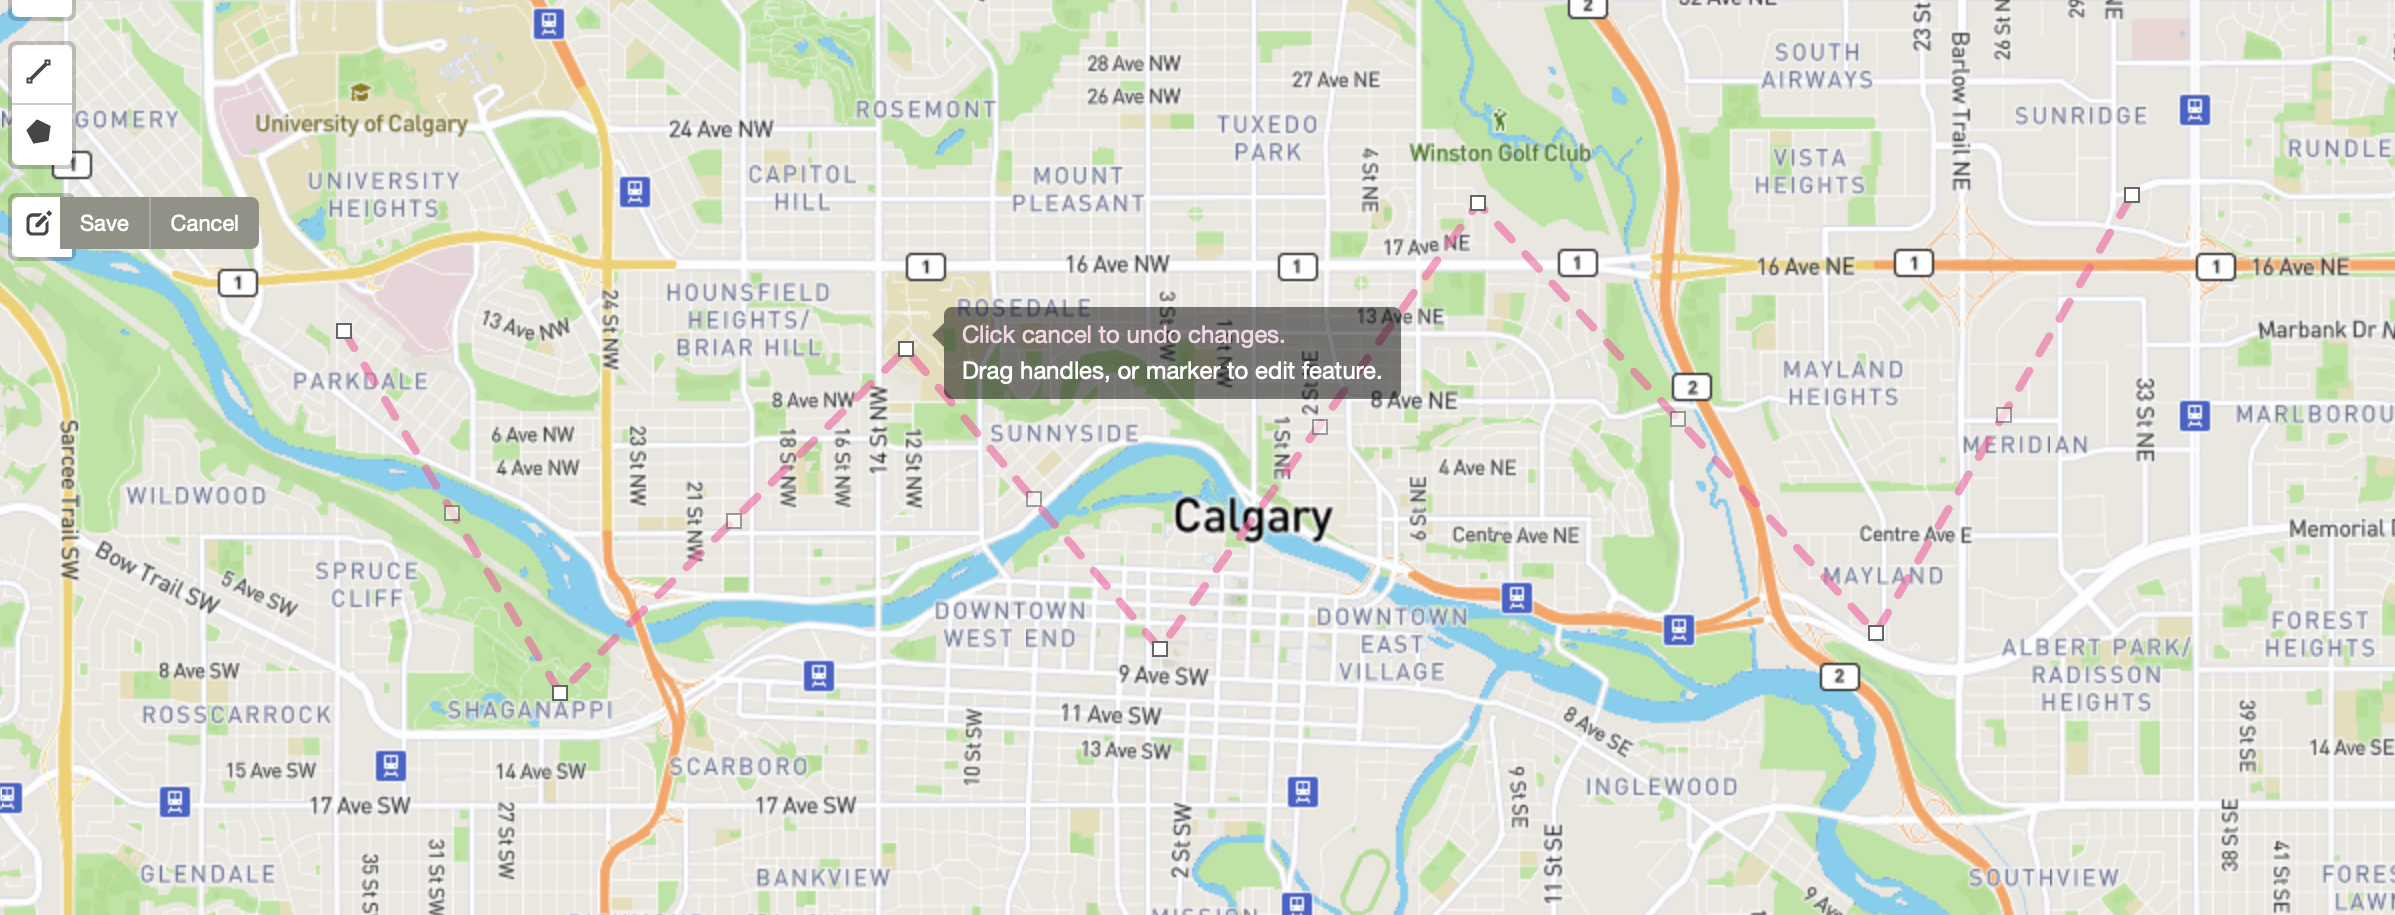 2
SOUTH
AIRWAYS
23 St
Barlow Trail NE
SUNRIDGE
RUNDLE
28 Ave NW
26 Ave NW
27 Ave NE
ROSEMONT
24 Ave NW
TUXEDO
PARK
Winston Golf Club
4 St NE
VISTA
HEIGHTS
GOMERY
University of Calgary
1
UNIVERSITY
HEIGHTS
CAPITOL
HILL
MOUNT
PLEASANT
Save
Cancel
17 Ave NE
1
1
16 Ave NW
1
1
16 Ave NE
1
1
16 Ave NE
24 St NW
13 Ave NW
HOUNSFIELD
HEIGHTS/
BRIAR HILL
ROSEDALE
3 St NW
13 Ave NE
Click cancel to undo changes.
Drag handles, or marker to edit feature.
Marbank Dr N
PARKDALE
2
MAYLAND
HEIGHTS
33 St NE
MARLBOROU
8 Ave NW
8 Ave NE
2 St NE
1 St NE
SUNNYSIDE
MERIDIAN
Sarcee Trail SW
6 Ave NW
4 Ave NW
23 St NW
21 St NW
18 St NW
16 St NW
14 St NW
12 St NW
4 Ave NE
6 St NE
WILDWOOD
Calgary
Centre Ave NE
Centre Ave E
Memorial
Bow Trail SW
5 Ave SW
SPRUCE
CLIFF
MAYLAND
DOWNTOWN
WEST END
DOWNTOWN
EAST
VILLAGE
FOREST
HEIGHTS
ALBERT PARK/
RADISSON
HEIGHTS
8 Ave SW
9 Ave SW
2
ROSSCARROCK
SHAGANAPPI
11 Ave SW
13 Ave SW
10 St SW
8 Ave SE
39 St SE
14 Ave SE
15 Ave SW
14 Ave SW
SCARBORO
INGLEWOOD
17 Ave SW
17 Ave SW
27 St SW
31 St SW
35 St S
2 St SW
9 St SE
11 St SE
38 St SE
41 St SE
GLENDALE
BANKVIEW
SOUTHVIEW
FORES
LAWN
MISSION
9 Ave